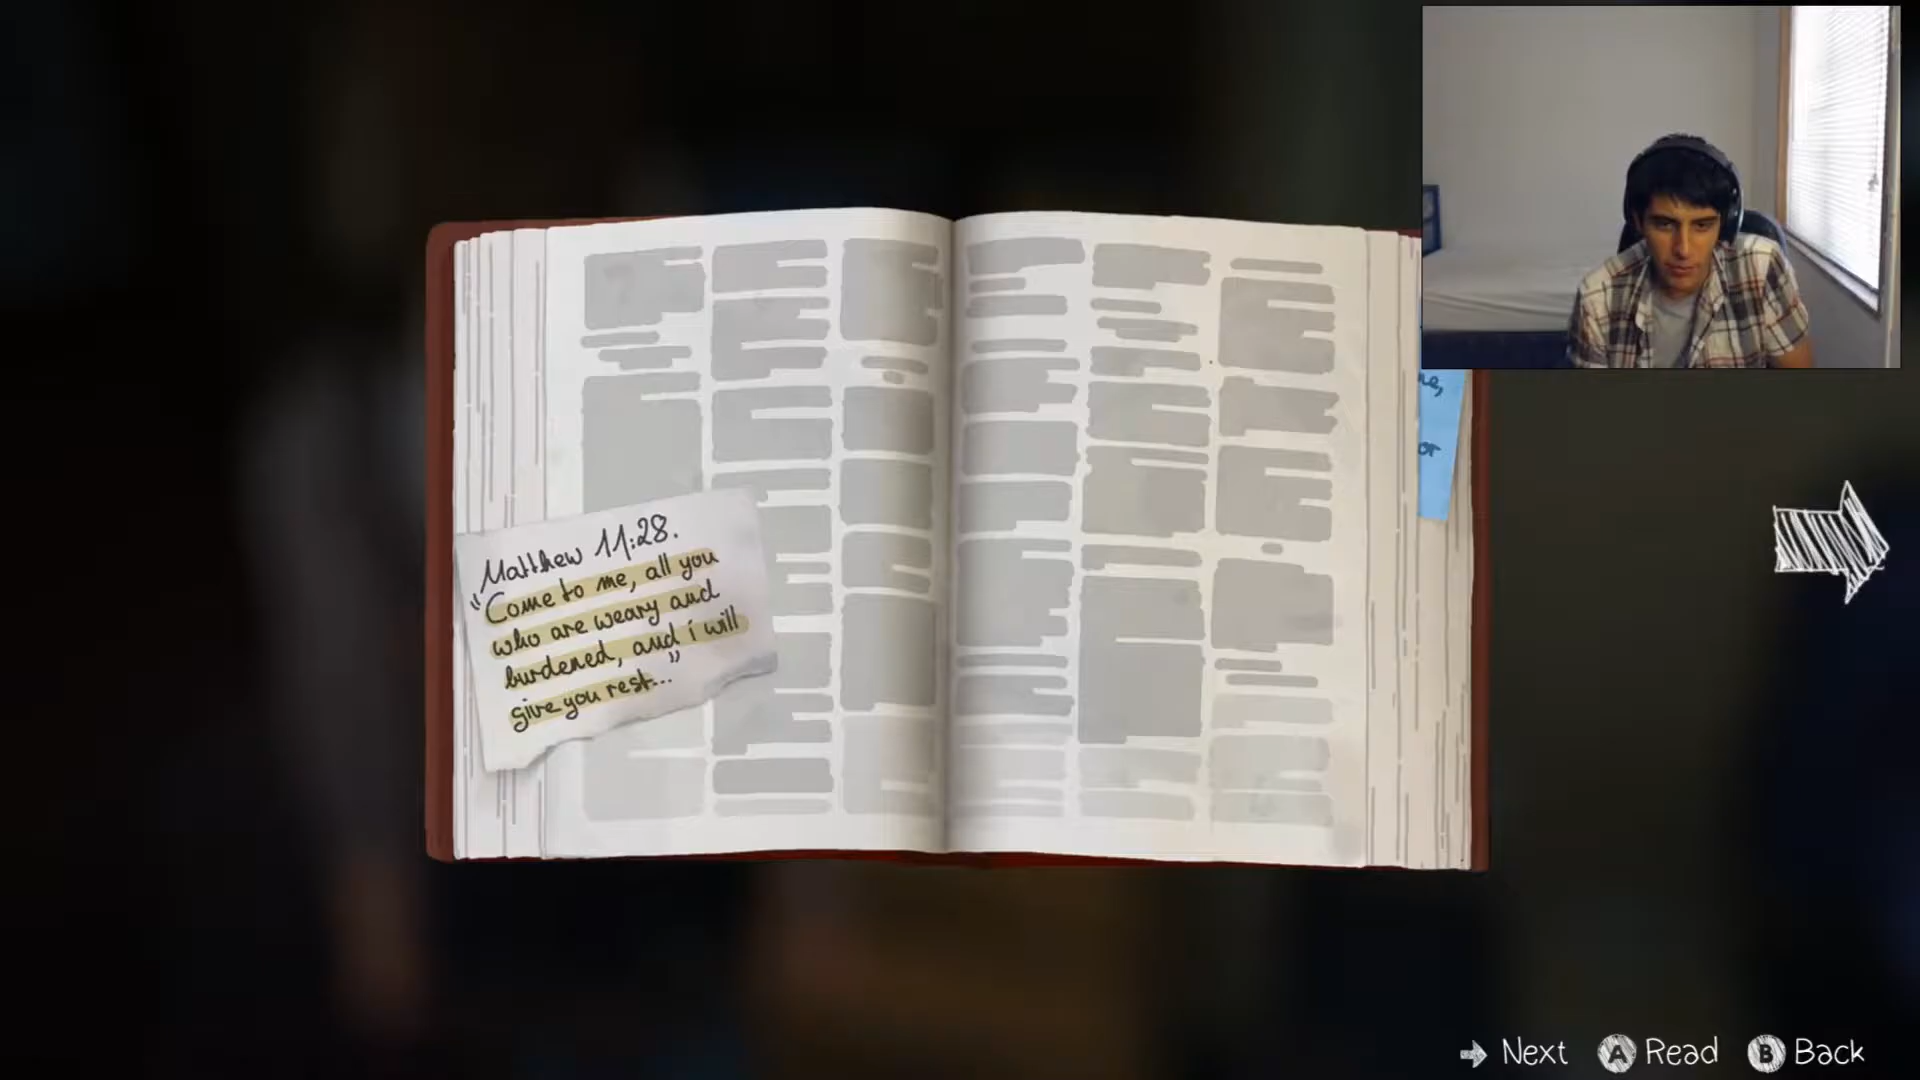 Matthew 11:28.
"Come to me, all you
who are weary and
burdened, and i will
give you rest..."
or
Next
A Read
B Back